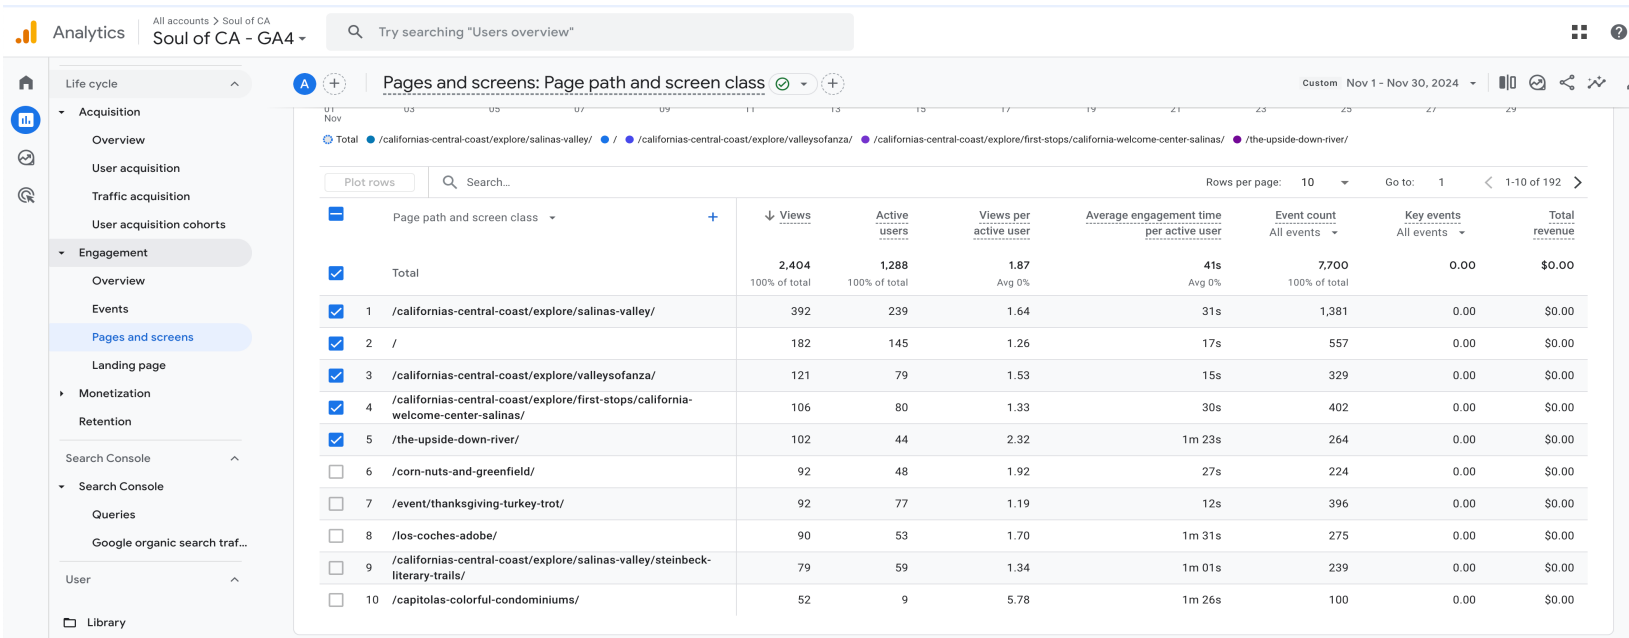 All accounts > Soul of CA
Analytics
Soul of CA - GA4
Try searching "Users overview"
Life cycle
Acquisition
Overview
User acquisition
Traffic acquisition
User acquisition cohorts
Engagement
Overview
Events
Pages and screens
Landing page
Monetization
Retention
Search Console
Search Console
Queries
Google organic search traf...
User
Library
A
Pages and screens: Page path and screen class
Custom Nov 1 - Nov 30, 2024
01 03 05 07 09 11 13 15 17 19 21 23 25 27 29
Nov
Total /californias-central-coast/explore/salinas-valley/ / /californias-central-coast/explore/valleysofanza/ /californias-central-coast/explore/first-stops/california-welcome-center-salinas/ /the-upside-down-river/
Plot rows Search... Rows per page: 10 Go to: 1 1-10 of 192
Page path and screen class + Views Active users Views per active user Average engagement time per active user Event count Key events Total revenue
All events All events
Total 2,404 1,288 1.87 41s 7,700 0.00 $0.00
100% of total 100% of total Avg 0% Avg 0% 100% of total
1 /californias-central-coast/explore/salinas-valley/ 392 239 1.64 31s 1,381 0.00 $0.00
2 / 182 145 1.26 17s 557 0.00 $0.00
3 /californias-central-coast/explore/valleysofanza/ 121 79 1.53 15s 329 0.00 $0.00
4 /californias-central-coast/explore/first-stops/california-welcome-center-salinas/ 106 80 1.33 30s 402 0.00 $0.00
5 /the-upside-down-river/ 102 44 2.32 1m 23s 264 0.00 $0.00
6 /corn-nuts-and-greenfield/ 92 48 1.92 27s 224 0.00 $0.00
7 /event/thanksgiving-turkey-trot/ 92 77 1.19 12s 396 0.00 $0.00
8 /los-coches-adobe/ 90 53 1.70 1m 31s 275 0.00 $0.00
9 /californias-central-coast/explore/salinas-valley/steinbeck-literary-trails/ 79 59 1.34 1m 01s 239 0.00 $0.00
10 /capitolas-colorful-condominiums/ 52 9 5.78 1m 26s 100 0.00 $0.00